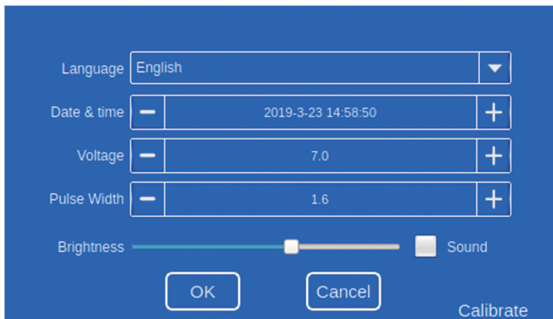 Language English
Date & time 2019-3-23 14:58:50
Voltage 7.0
Pulse Width 1.6
Brightness Sound
OK Cancel
Calibrate